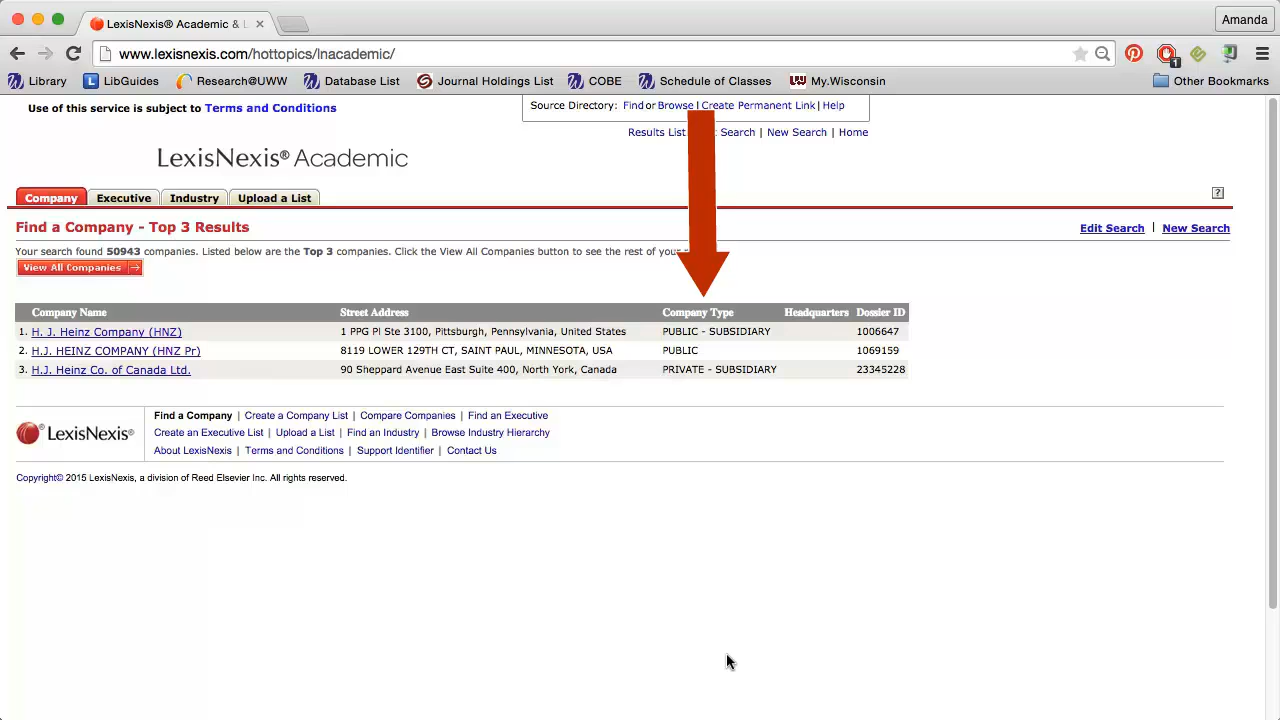 LexisNexis® Academic & L
Amanda
www.lexisnexis.com/hottopics/lnacademic/
1
Library LibGuides Research@UWW Database List Journal Holdings List COBE Schedule of Classes My.Wisconsin Other Bookmarks
Use of this service is subject to Terms and Conditions
Source Directory: Find or Browse | Create Permanent Link | Help
Results List Search | New Search | Home
LexisNexis® Academic
Company Executive Industry Upload a List
?
Find a Company - Top 3 Results
Edit Search | New Search
Your search found 50943 companies. Listed below are the Top 3 companies. Click the View All Companies button to see the rest of your
View All Companies
Company Name Street Address Company Type Headquarters Dossier ID
1. H. J. Heinz Company (HNZ) 1 PPG Pl Ste 3100, Pittsburgh, Pennsylvania, United States PUBLIC - SUBSIDIARY 1006647
2. H.J. HEINZ COMPANY (HNZ Pr) 8119 LOWER 129TH CT, SAINT PAUL, MINNESOTA, USA PUBLIC 1069159
3. H.J. Heinz Co. of Canada Ltd. 90 Sheppard Avenue East Suite 400, North York, Canada PRIVATE - SUBSIDIARY 23345228
LexisNexis®
Find a Company | Create a Company List | Compare Companies | Find an Executive
Create an Executive List | Upload a List | Find an Industry | Browse Industry Hierarchy
About LexisNexis | Terms and Conditions | Support Identifier | Contact Us
Copyright© 2015 LexisNexis, a division of Reed Elsevier Inc. All rights reserved.